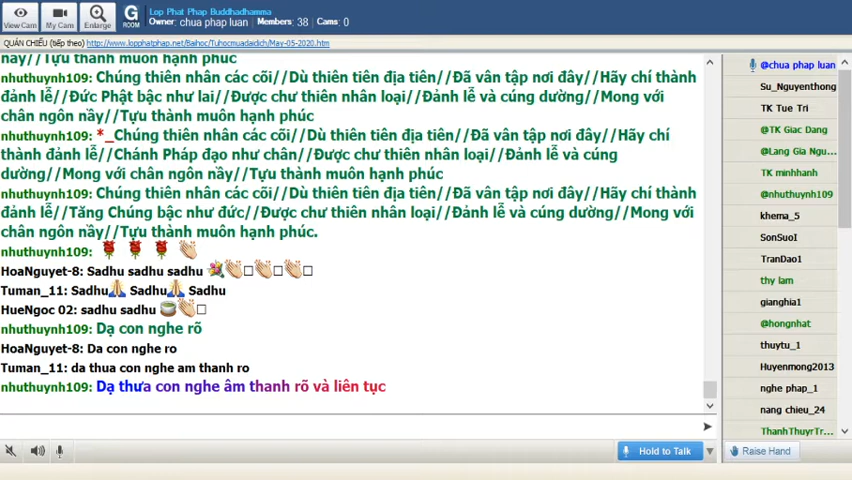 View Cam
My Cam
Enlarge
G
ROOM
Lop Phat Phap Buddhadhamma
Owner: chua phap luan Members: 38 Cams: 0
QUÁN CHIẾU (tiếp theo) http://www.lopphatphap.net/Baihoc/Tuhocmuadaidich/May-05-2020.htm
nầy//Tựu thành muôn hạnh phúc
nhuthuynh109: Chúng thiên nhân các cõi//Dù thiên tiên địa tiên//Đã vân tập nơi đây//Hãy chí thành
đảnh lễ//Đức Phật bậc như lai//Được chư thiên nhân loại//Đảnh lễ và cúng dường//Mong với
chân ngôn nầy//Tựu thành muôn hạnh phúc
nhuthuynh109: *_Chúng thiên nhân các cõi//Dù thiên tiên địa tiên//Đã vân tập nơi đây//Hãy chí
thành đảnh lễ//Chánh Pháp đạo như chân//Được chư thiên nhân loại//Đảnh lễ và cúng
dường//Mong với chân ngôn nầy//Tựu thành muôn hạnh phúc
nhuthuynh109: Chúng thiên nhân các cõi//Dù thiên tiên địa tiên//Đã vân tập nơi đây//Hãy chí thành
đảnh lễ//Tăng Chúng bậc như đức//Được chư thiên nhân loại//Đảnh lễ và cúng dường//Mong với
chân ngôn nầy//Tựu thành muôn hạnh phúc.
nhuthuynh109: 🌹 🌹 🌹 👏
HoaNguyet-8: Sadhu sadhu sadhu 💐👏□👏□👏□
Tuman_11: Sadhu🙏 Sadhu🙏 Sadhu
HueNgoc 02: sadhu sadhu 🍵👏□
nhuthuynh109: Dạ con nghe rõ
HoaNguyet-8: Da con nghe ro
Tuman_11: da thua con nghe am thanh ro
nhuthuynh109: Dạ thưa con nghe âm thanh rõ và liên tục
Hold to Talk
@chua phap luan
Su_Nguyenthong
TK Tue Tri
@TK Giac Dang
@Lang Gia Ngu...
TK minhhanh
@nhuthuynh109
khema_5
SonSuoI
TranDao1
thy lam
gianghia1
@hongnhat
thuytu_1
Huyenmong2013
nghe phap_1
nang chieu_24
ThanhThuyrTr...
Raise Hand